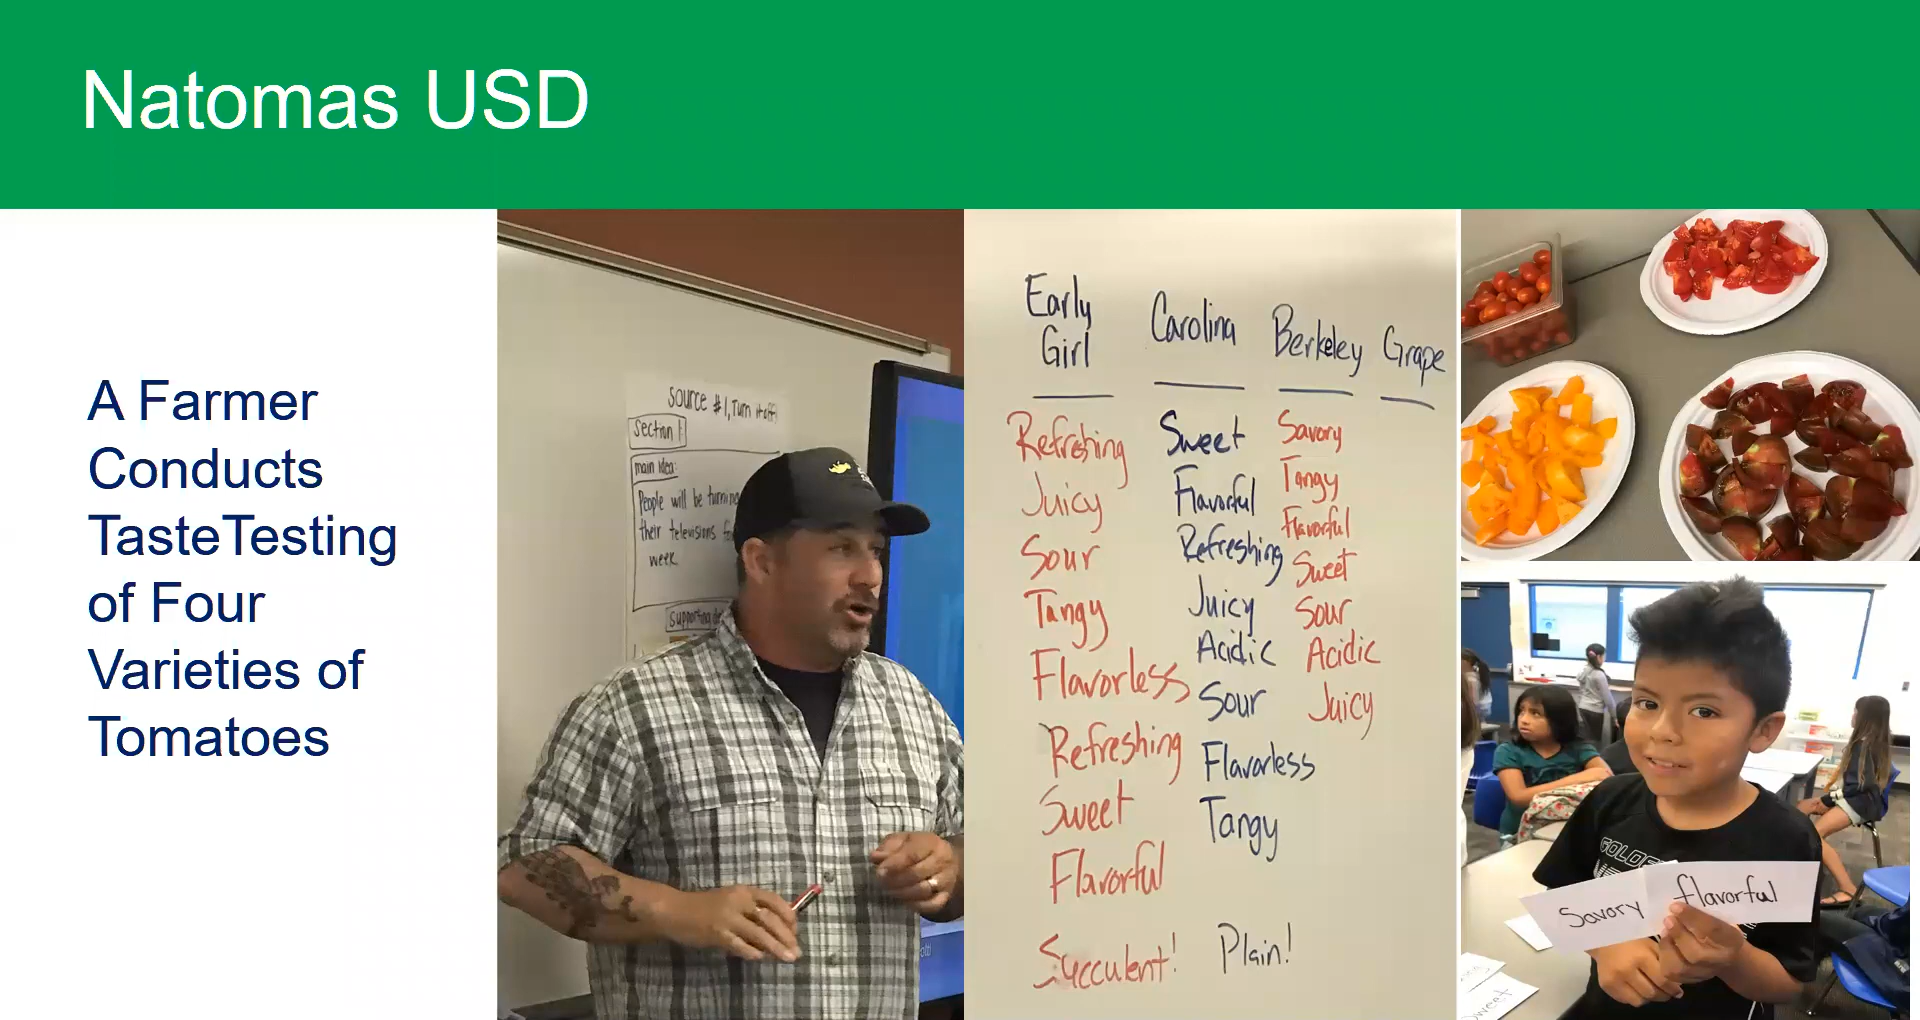 Natomas USD
A Farmer
Conducts
TasteTesting
of Four
Varieties of
Tomatoes
Source #1, Turn it off!
Section 1:
main idea:
People will be turning
their televisions
week
supporting
Early
Girl
Refreshing
Juicy
Sour
Tangy
Flavorless
Refreshing
Sweet
Flavorful
Succulent!
Carolina
Sweet
Flavorful
Refreshing
Juicy
Acidic
Sour
Flavorless
Tangy
Plain!
Berkeley
Savory
Tangy
Flavorful
Sweet
Sour
Acidic
Juicy
Grape
GOLDE
Savory
flavorful
Sweet